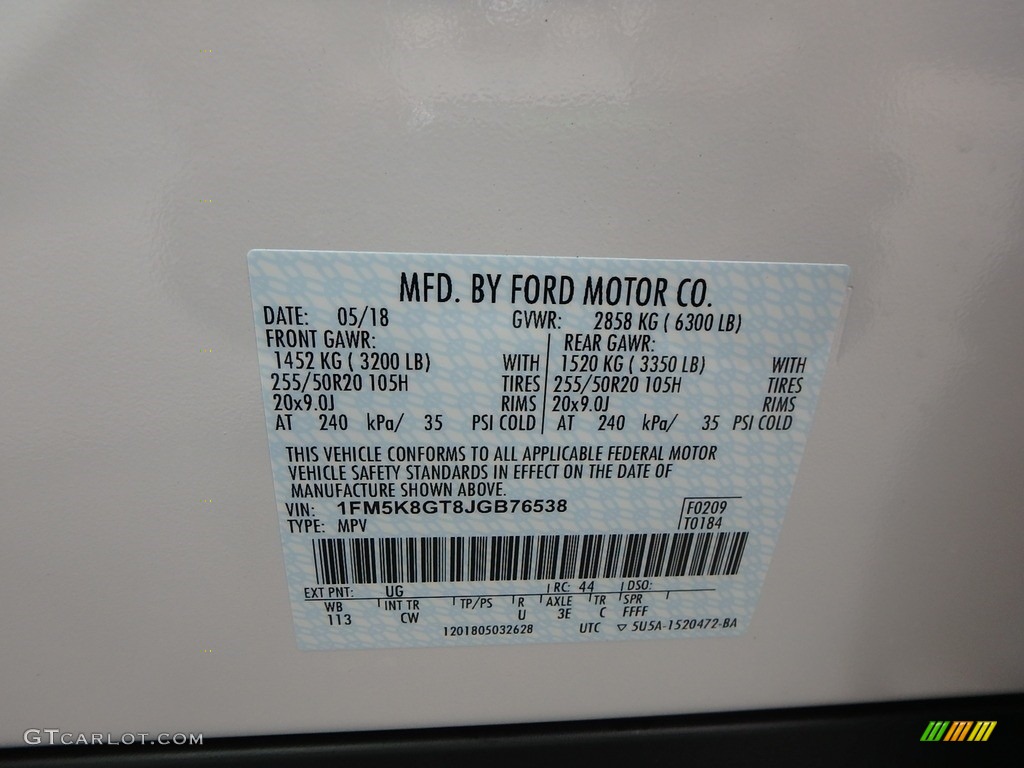 MFD. BY FORD MOTOR CO.
DATE: 05/18 GVWR: 2858 KG ( 6300 LB)
FRONT GAWR: REAR GAWR:
1452 KG ( 3200 LB) WITH 1520 KG ( 3350 LB) WITH
255/50R20 105H TIRES 255/50R20 105H TIRES
20x9.0J RIMS 20x9.0J RIMS
AT 240 kPa/ 35 PSI COLD AT 240 kPa/ 35 PSI COLD
THIS VEHICLE CONFORMS TO ALL APPLICABLE FEDERAL MOTOR
VEHICLE SAFETY STANDARDS IN EFFECT ON THE DATE OF
MANUFACTURE SHOWN ABOVE.
VIN: 1FM5K8GT8JGB76538 F0209
TYPE: MPV T0184
EXT PNT: UG RC: 44 DSO:
WB INT TR TP/PS R AXLE TR SPR
113 CW U 3E C FFFF
1201805032628 UTC ▽ 5U5A-1520472-BA
GTCARLOT.COM